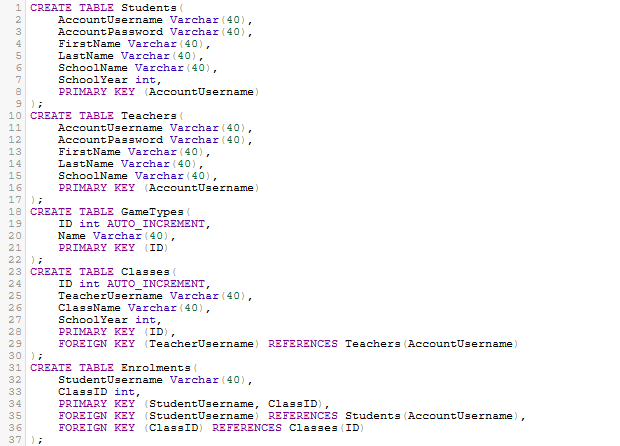 1 CREATE TABLE Students(
2     AccountUsername Varchar(40),
3     AccountPassword Varchar(40),
4     FirstName Varchar(40),
5     LastName Varchar(40),
6     SchoolName Varchar(40),
7     SchoolYear int,
8     PRIMARY KEY (AccountUsername)
9 );
10 CREATE TABLE Teachers(
11     AccountUsername Varchar(40),
12     AccountPassword Varchar(40),
13     FirstName Varchar(40),
14     LastName Varchar(40),
15     SchoolName Varchar(40),
16     PRIMARY KEY (AccountUsername)
17 );
18 CREATE TABLE GameTypes(
19     ID int AUTO_INCREMENT,
20     Name Varchar(40),
21     PRIMARY KEY (ID)
22 );
23 CREATE TABLE Classes(
24     ID int AUTO_INCREMENT,
25     TeacherUsername Varchar(40),
26     ClassName Varchar(40),
27     SchoolYear int,
28     PRIMARY KEY (ID),
29     FOREIGN KEY (TeacherUsername) REFERENCES Teachers(AccountUsername)
30 );
31 CREATE TABLE Enrolments(
32     StudentUsername Varchar(40),
33     ClassID int,
34     PRIMARY KEY (StudentUsername, ClassID),
35     FOREIGN KEY (StudentUsername) REFERENCES Students(AccountUsername),
36     FOREIGN KEY (ClassID) REFERENCES Classes(ID)
37 );